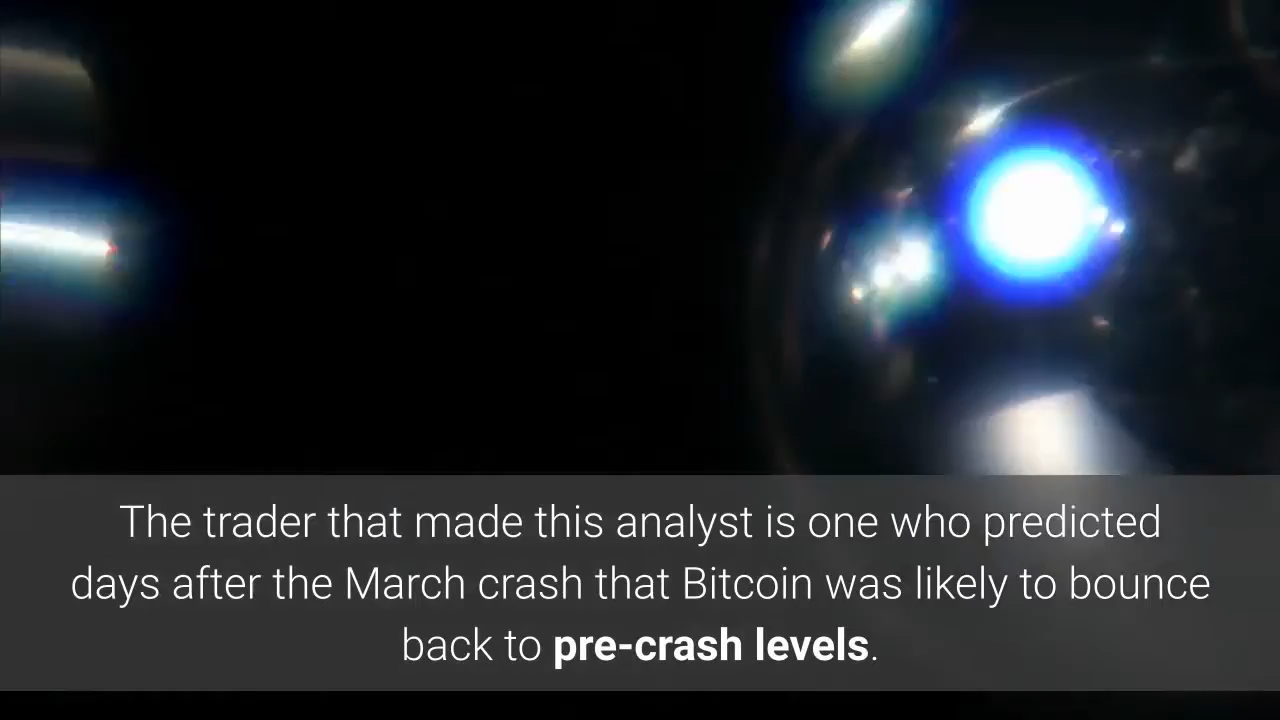 The trader that made this analyst is one who predicted
days after the March crash that Bitcoin was likely to bounce
back to pre-crash levels.